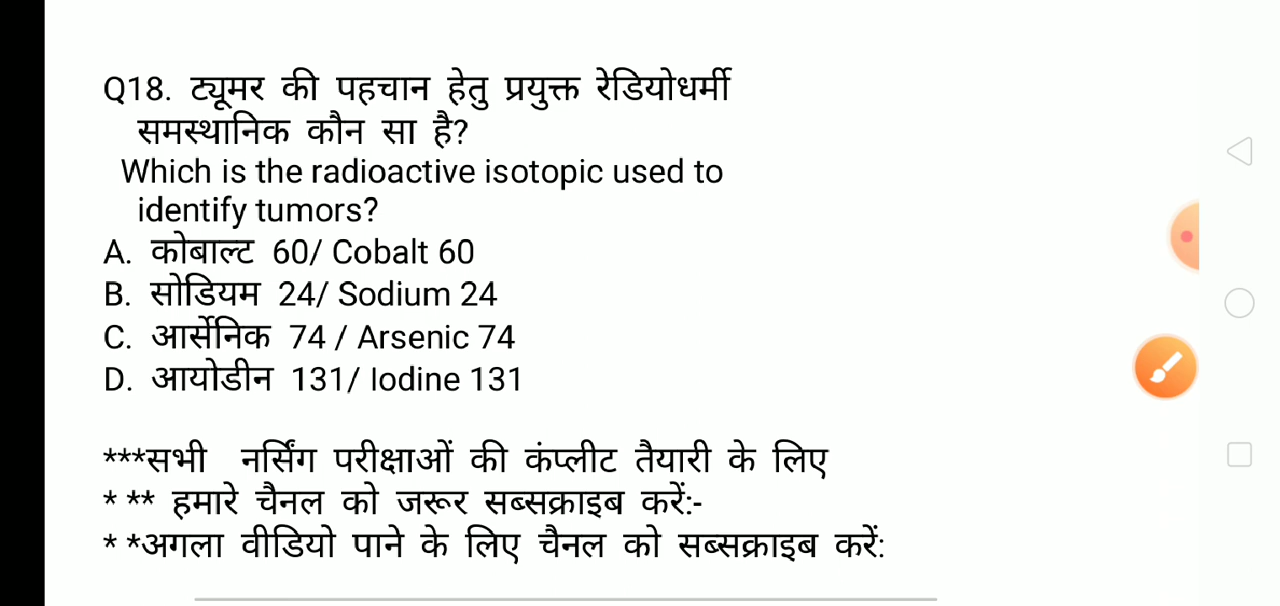 Q18. ट्यूमर की पहचान हेतु प्रयुक्त रेडियोधर्मी
समस्थानिक कौन सा है?
Which is the radioactive isotopic used to
identify tumors?
A. कोबाल्ट 60/ Cobalt 60
B. सोडियम 24/ Sodium 24
C. आर्सेनिक 74 / Arsenic 74
D. आयोडीन 131/ Iodine 131
***सभी नर्सिंग परीक्षाओं की कंप्लीट तैयारी के लिए
* ** हमारे चैनल को जरूर सब्सक्राइब करें:-
* *अगला वीडियो पाने के लिए चैनल को सब्सक्राइब करें: